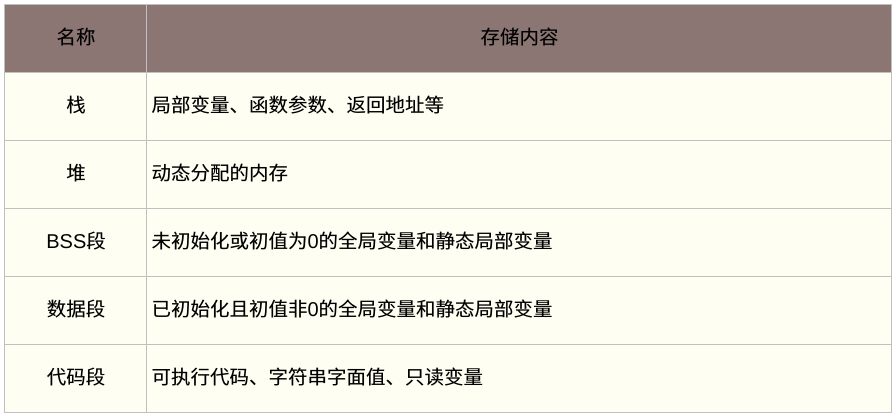 名称 存储内容
栈 局部变量、函数参数、返回地址等
堆 动态分配的内存
BSS段 未初始化或初值为0的全局变量和静态局部变量
数据段 已初始化且初值非0的全局变量和静态局部变量
代码段 可执行代码、字符串字面值、只读变量